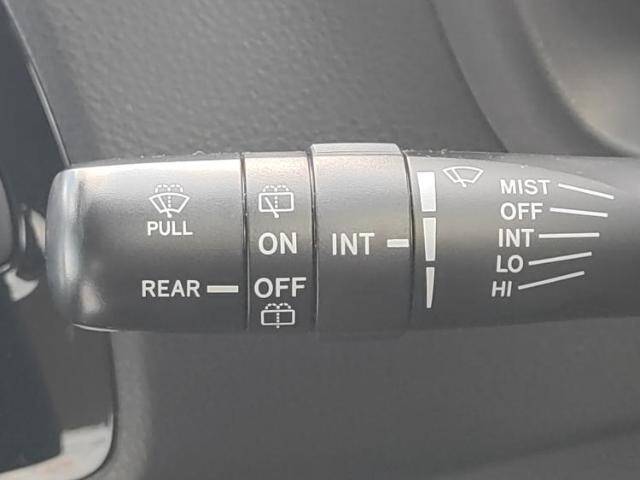 PULL
REAR
ON
OFF
INT
MIST
OFF
INT
LO
HI